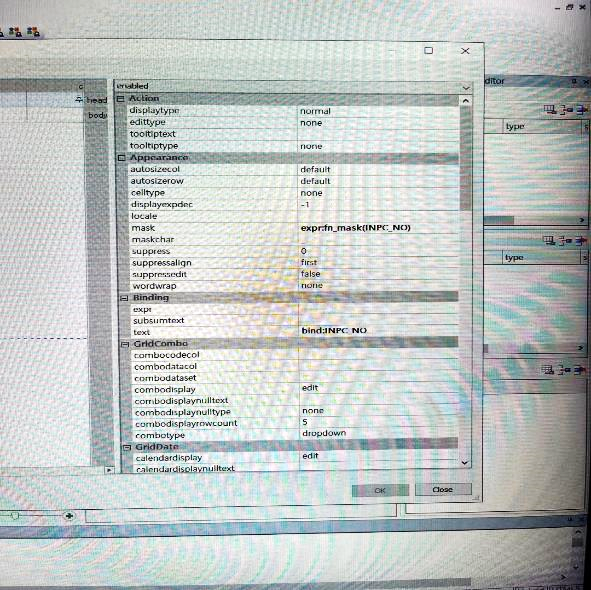 enabled
head
body
Action
displaytype normal
edittype none
tooltiptext
tooltiptype none
Appearance
autosizecol default
autosizerow default
celltype none
displayexpdec -1
locale
mask expr:fn_mask(INPC_NO)
maskchar
suppress 0
suppressalign first
suppressedit false
wordwrap none
Binding
expr
subsumtext
text bind:INPC_NO
GridCombo
combocodecol
combodatacol
combodataset
combodisplay edit
combodisplaynulltext
combodisplaynulltype none
combodisplayrowcount 5
combotype dropdown
GridDate
calendardisplay edit
calendardisplaynulltext
OK Close
ditor
type
type